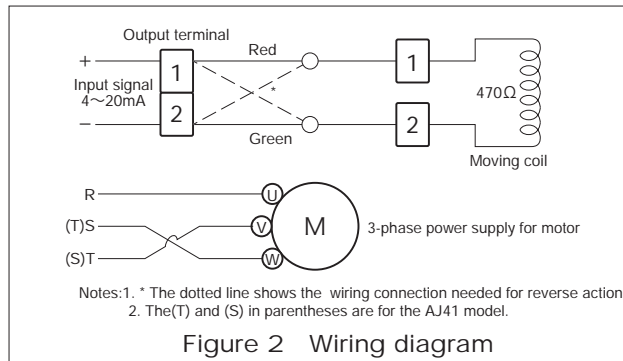 Output terminal
+ 1 Red 1
Input signal
4～20mA
*
470Ω
− 2 Green 2
Moving coil
R U
(T)S V M 3-phase power supply for motor
(S)T W
Notes:1. * The dotted line shows the wiring connection needed for reverse action
2. The(T) and (S) in parentheses are for the AJ41 model.
Figure 2 Wiring diagram